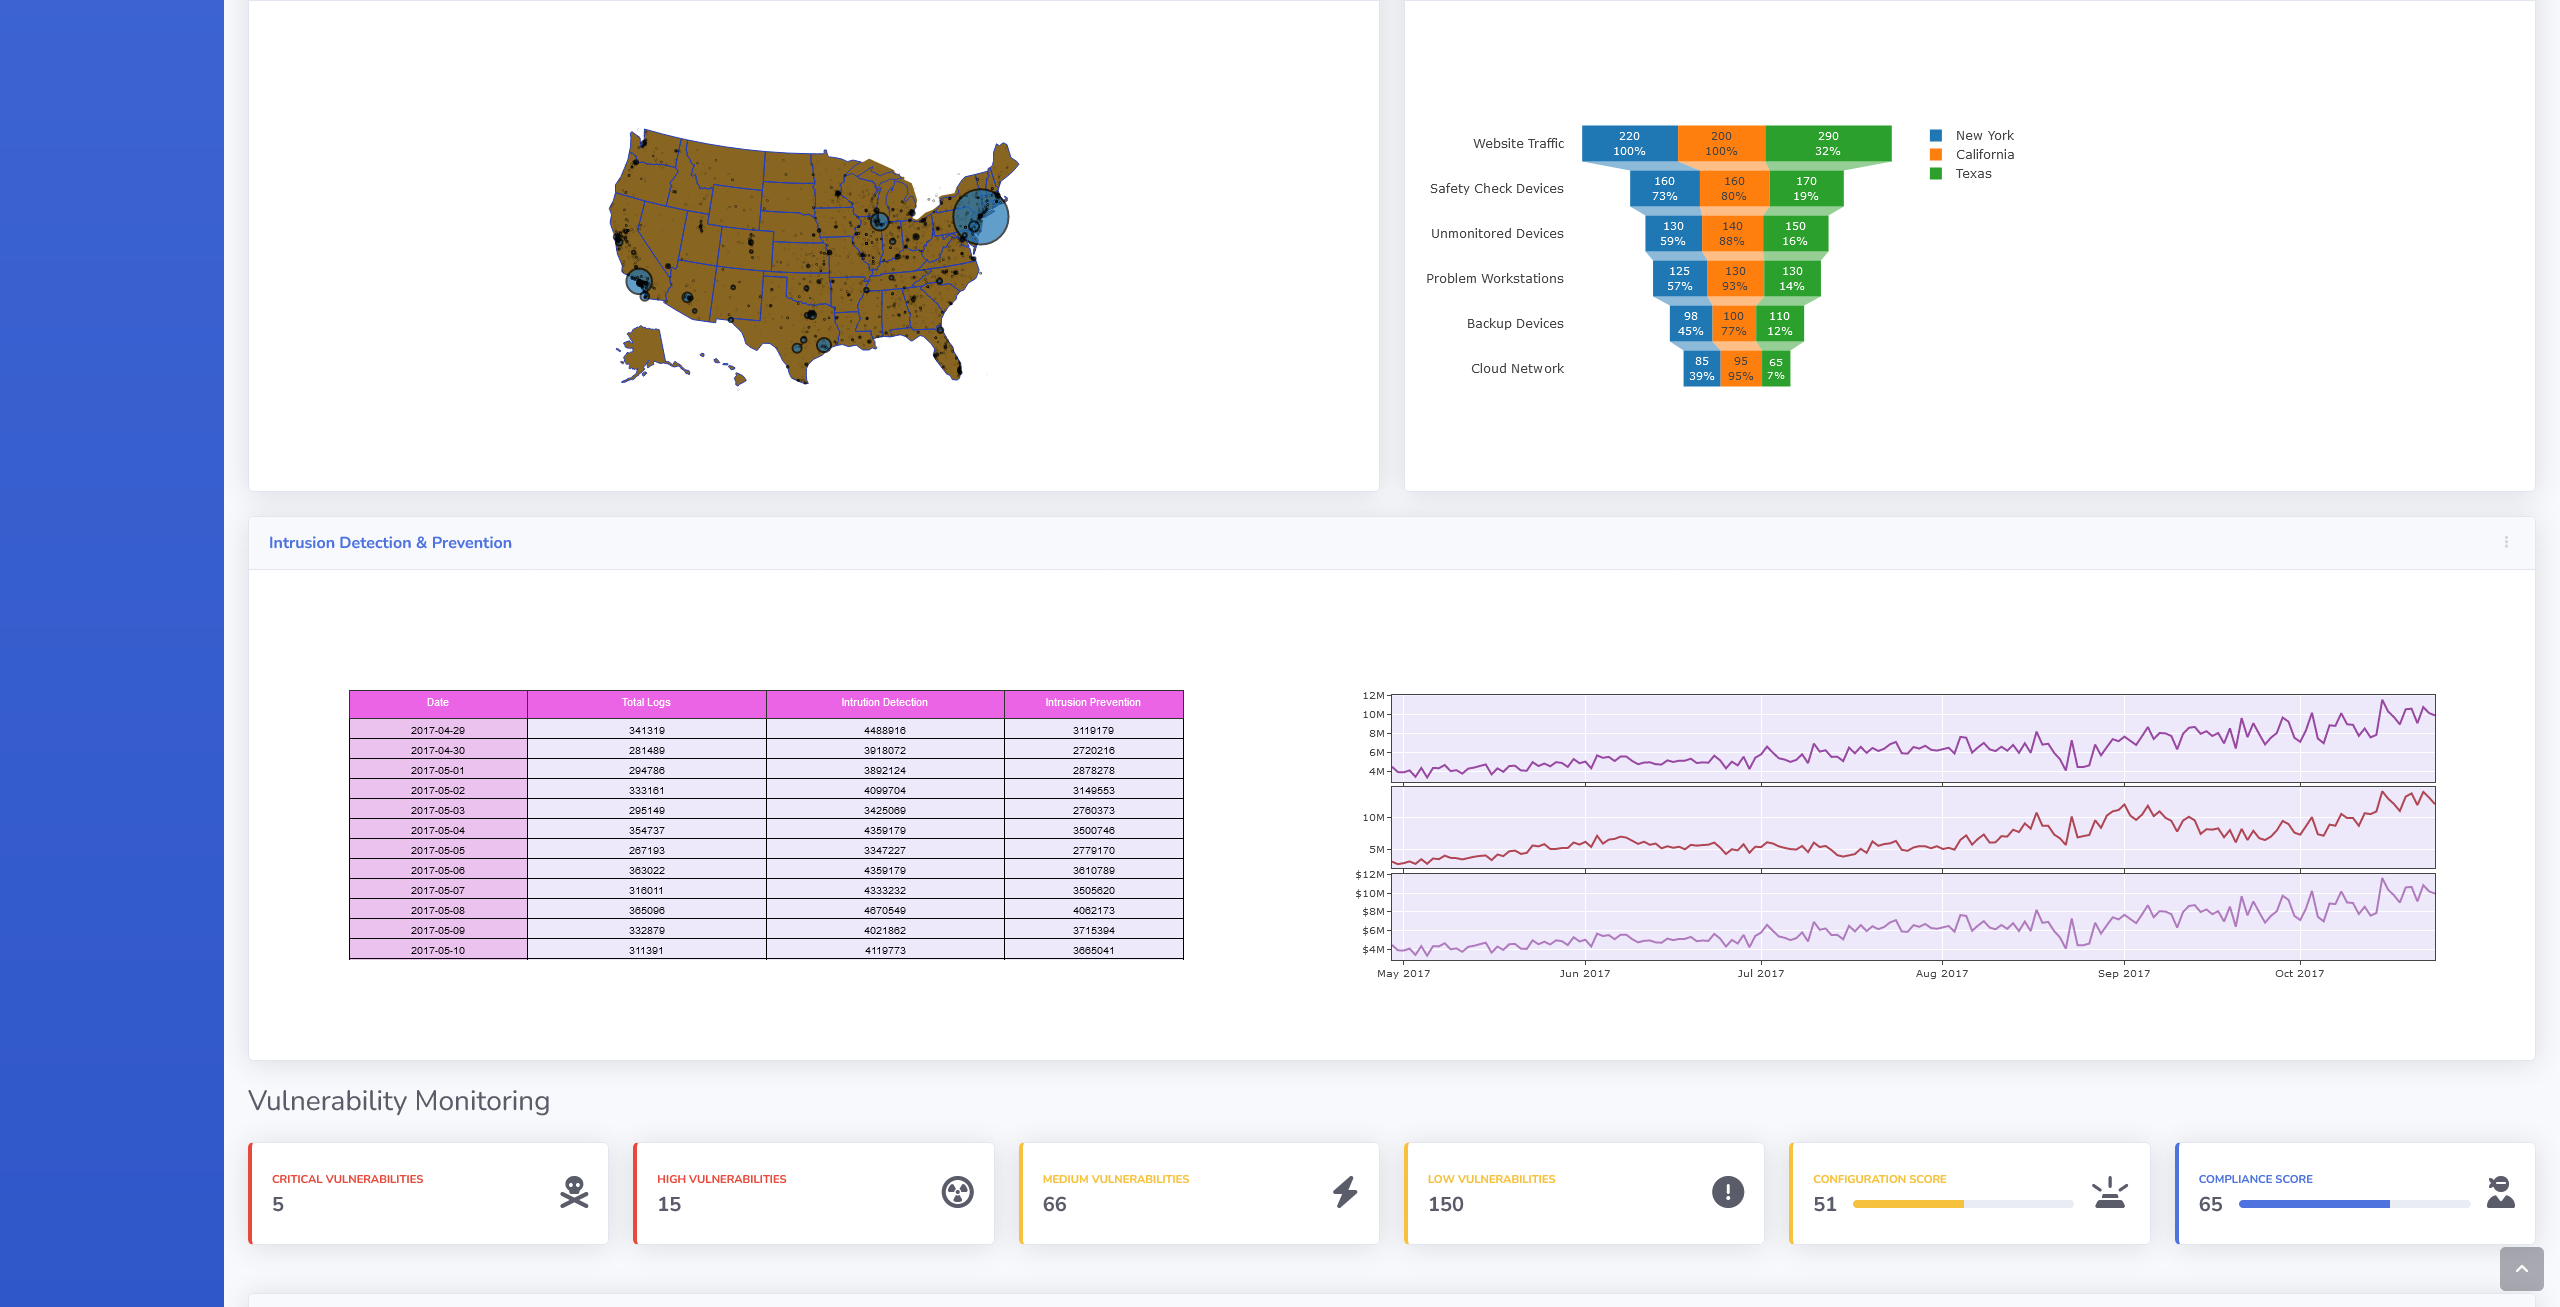 220 200 290
Website Traffic
100% 100% 32%
New York
California
Texas
160 160 170
Safety Check Devices
73% 80% 19%
130 140 150
Unmonitored Devices
59% 88% 16%
125 130 130
Problem Workstations
57% 93% 14%
98 100 110
Backup Devices
45% 77% 12%
85 95 65
Cloud Network
39% 95% 7%
Intrusion Detection & Prevention
Date Total Logs Intrution Detection Intrusion Prevention
2017-04-29 341319 4488916 3119179
2017-04-30 281489 3918072 2720216
2017-05-01 294786 3892124 2878278
2017-05-02 333161 4099704 3149553
2017-05-03 295149 3425069 2760373
2017-05-04 354737 4359179 3500746
2017-05-05 267193 3347227 2779170
2017-05-06 363022 4359179 3610789
2017-05-07 316011 4333232 3505620
2017-05-08 365096 4670549 4062173
2017-05-09 332879 4021862 3715394
2017-05-10 311391 4119773 3665041
12M
10M
8M
6M
4M
10M
5M
$12M
$10M
$8M
$6M
$4M
May 2017 Jun 2017 Jul 2017 Aug 2017 Sep 2017 Oct 2017
Vulnerability Monitoring
CRITICAL VULNERABILITIES
5
HIGH VULNERABILITIES
15
MEDIUM VULNERABILITIES
66
LOW VULNERABILITIES
150
CONFIGURATION SCORE
51
COMPLIANCE SCORE
65